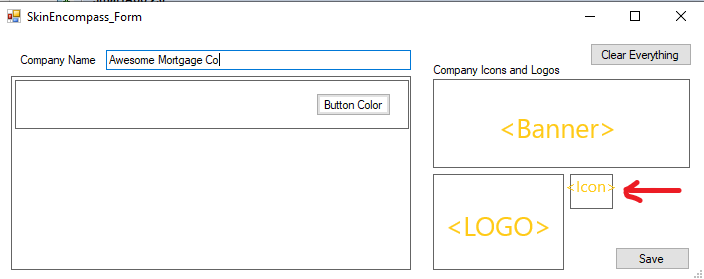 SkinEncompass_Form
Clear Everything
Company Name Awesome Mortgage Co
Company Icons and Logos
Button Color
<Banner>
<Icon>
<LOGO>
Save